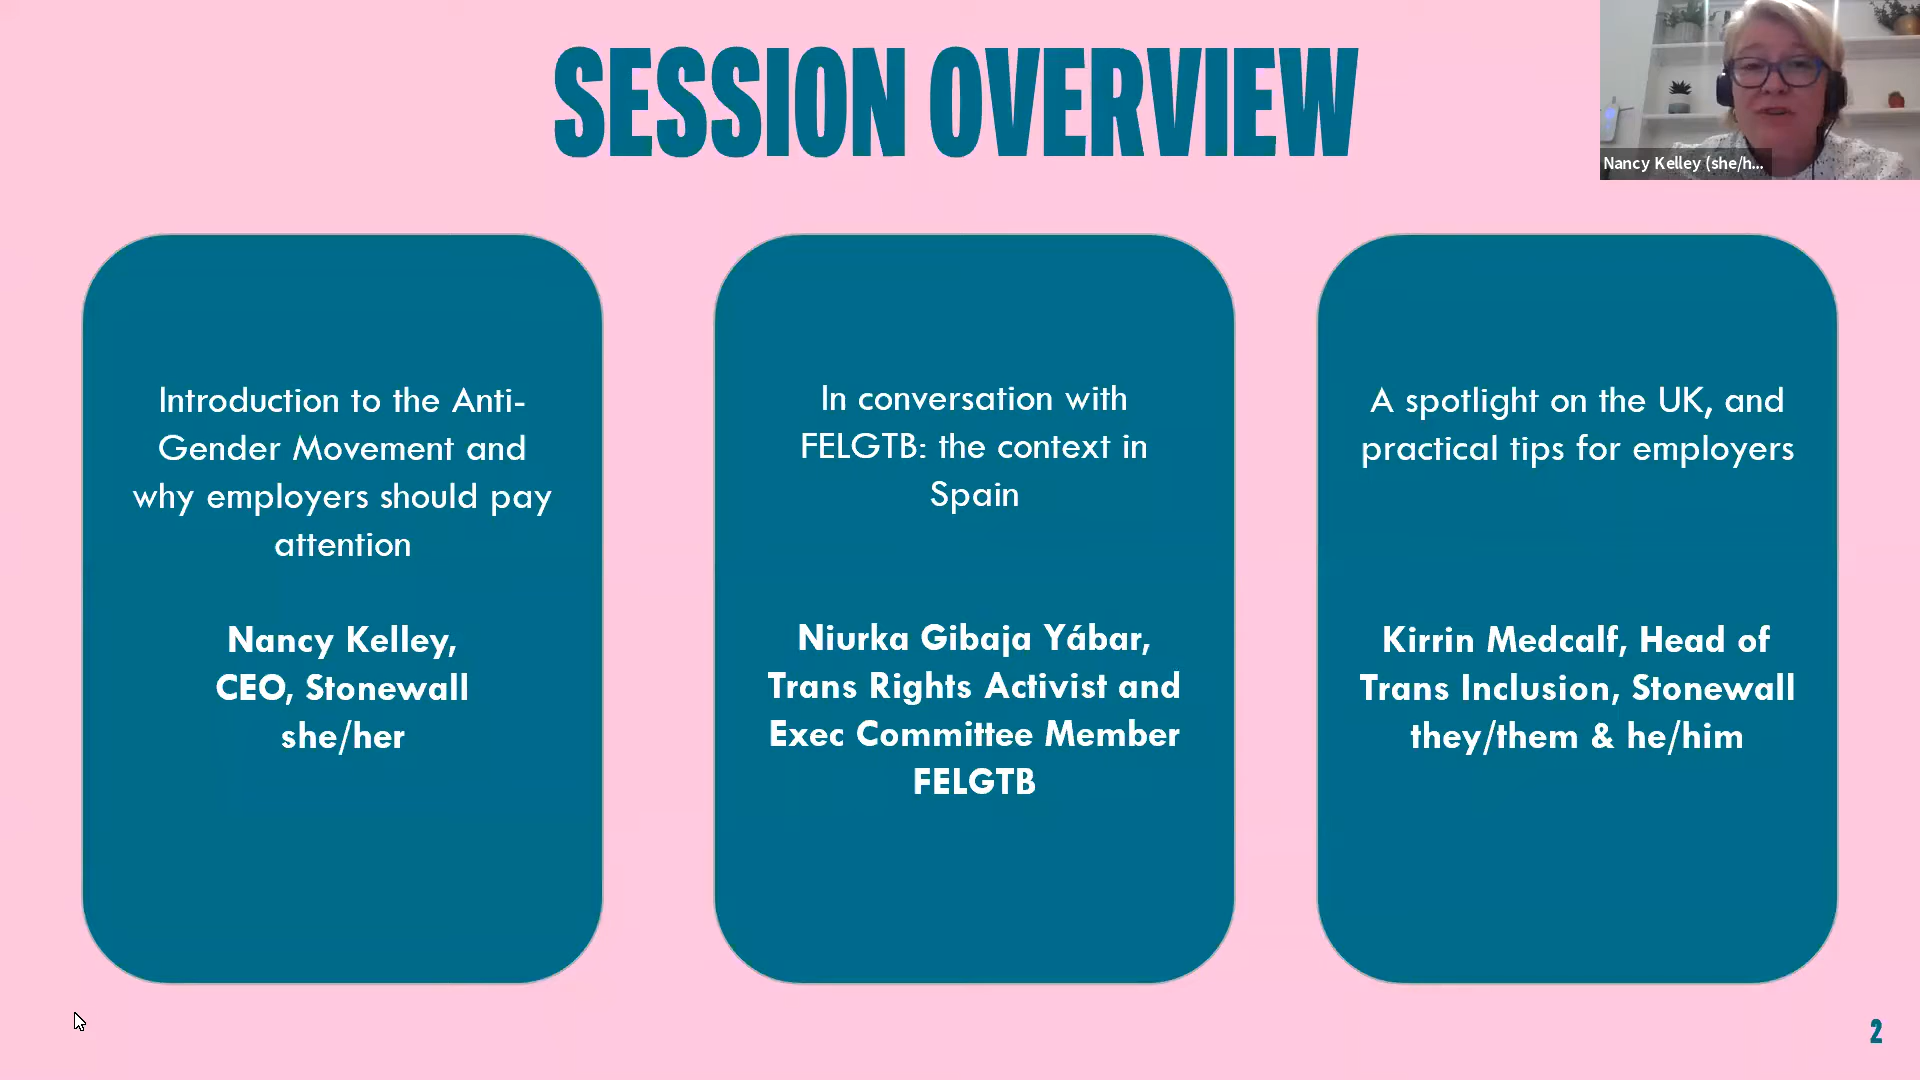 SESSION OVERVIEW
Nancy Kelley (she/h...
Introduction to the Anti-
Gender Movement and
why employers should pay
attention
Nancy Kelley,
CEO, Stonewall
she/her
In conversation with
FELGTB: the context in
Spain
Niurka Gibaja Yábar,
Trans Rights Activist and
Exec Committee Member
FELGTB
A spotlight on the UK, and
practical tips for employers
Kirrin Medcalf, Head of
Trans Inclusion, Stonewall
they/them & he/him
2